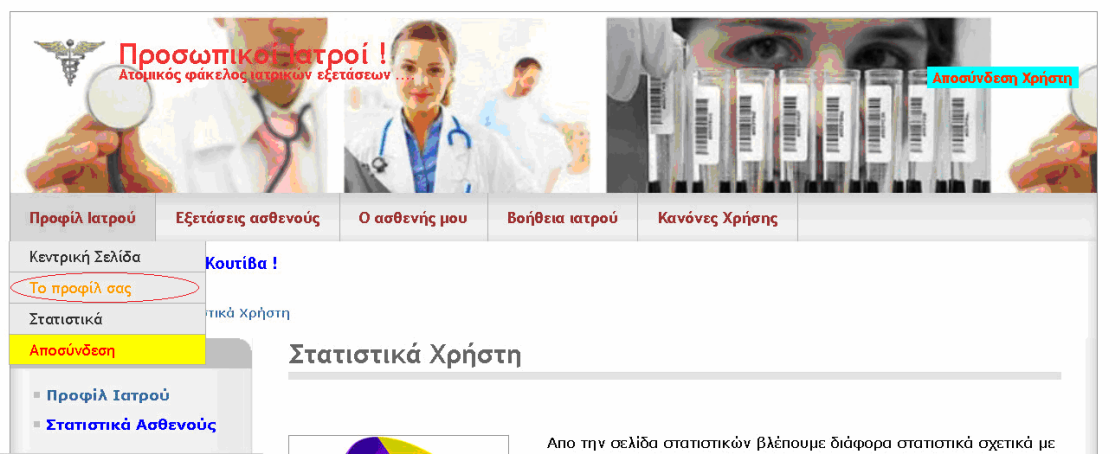 Προσωπικοί Ιατροί !
Ατομικός φάκελος ιατρικών εξετάσεων ....
Αποσύνδεση Χρήστη
Προφίλ Ιατρού
Εξετάσεις ασθενούς
Ο ασθενής μου
Βοήθεια ιατρού
Κανόνες Χρήσης
Κεντρική Σελίδα
Το προφίλ σας
Στατιστικά
Αποσύνδεση
Κουτίβα !
Χρήστη
Στατιστικά Χρήστη
Προφίλ Ιατρού
Στατιστικά Ασθενούς
Απο την σελίδα στατιστικών βλέπουμε διάφορα στατιστικά σχετικά με